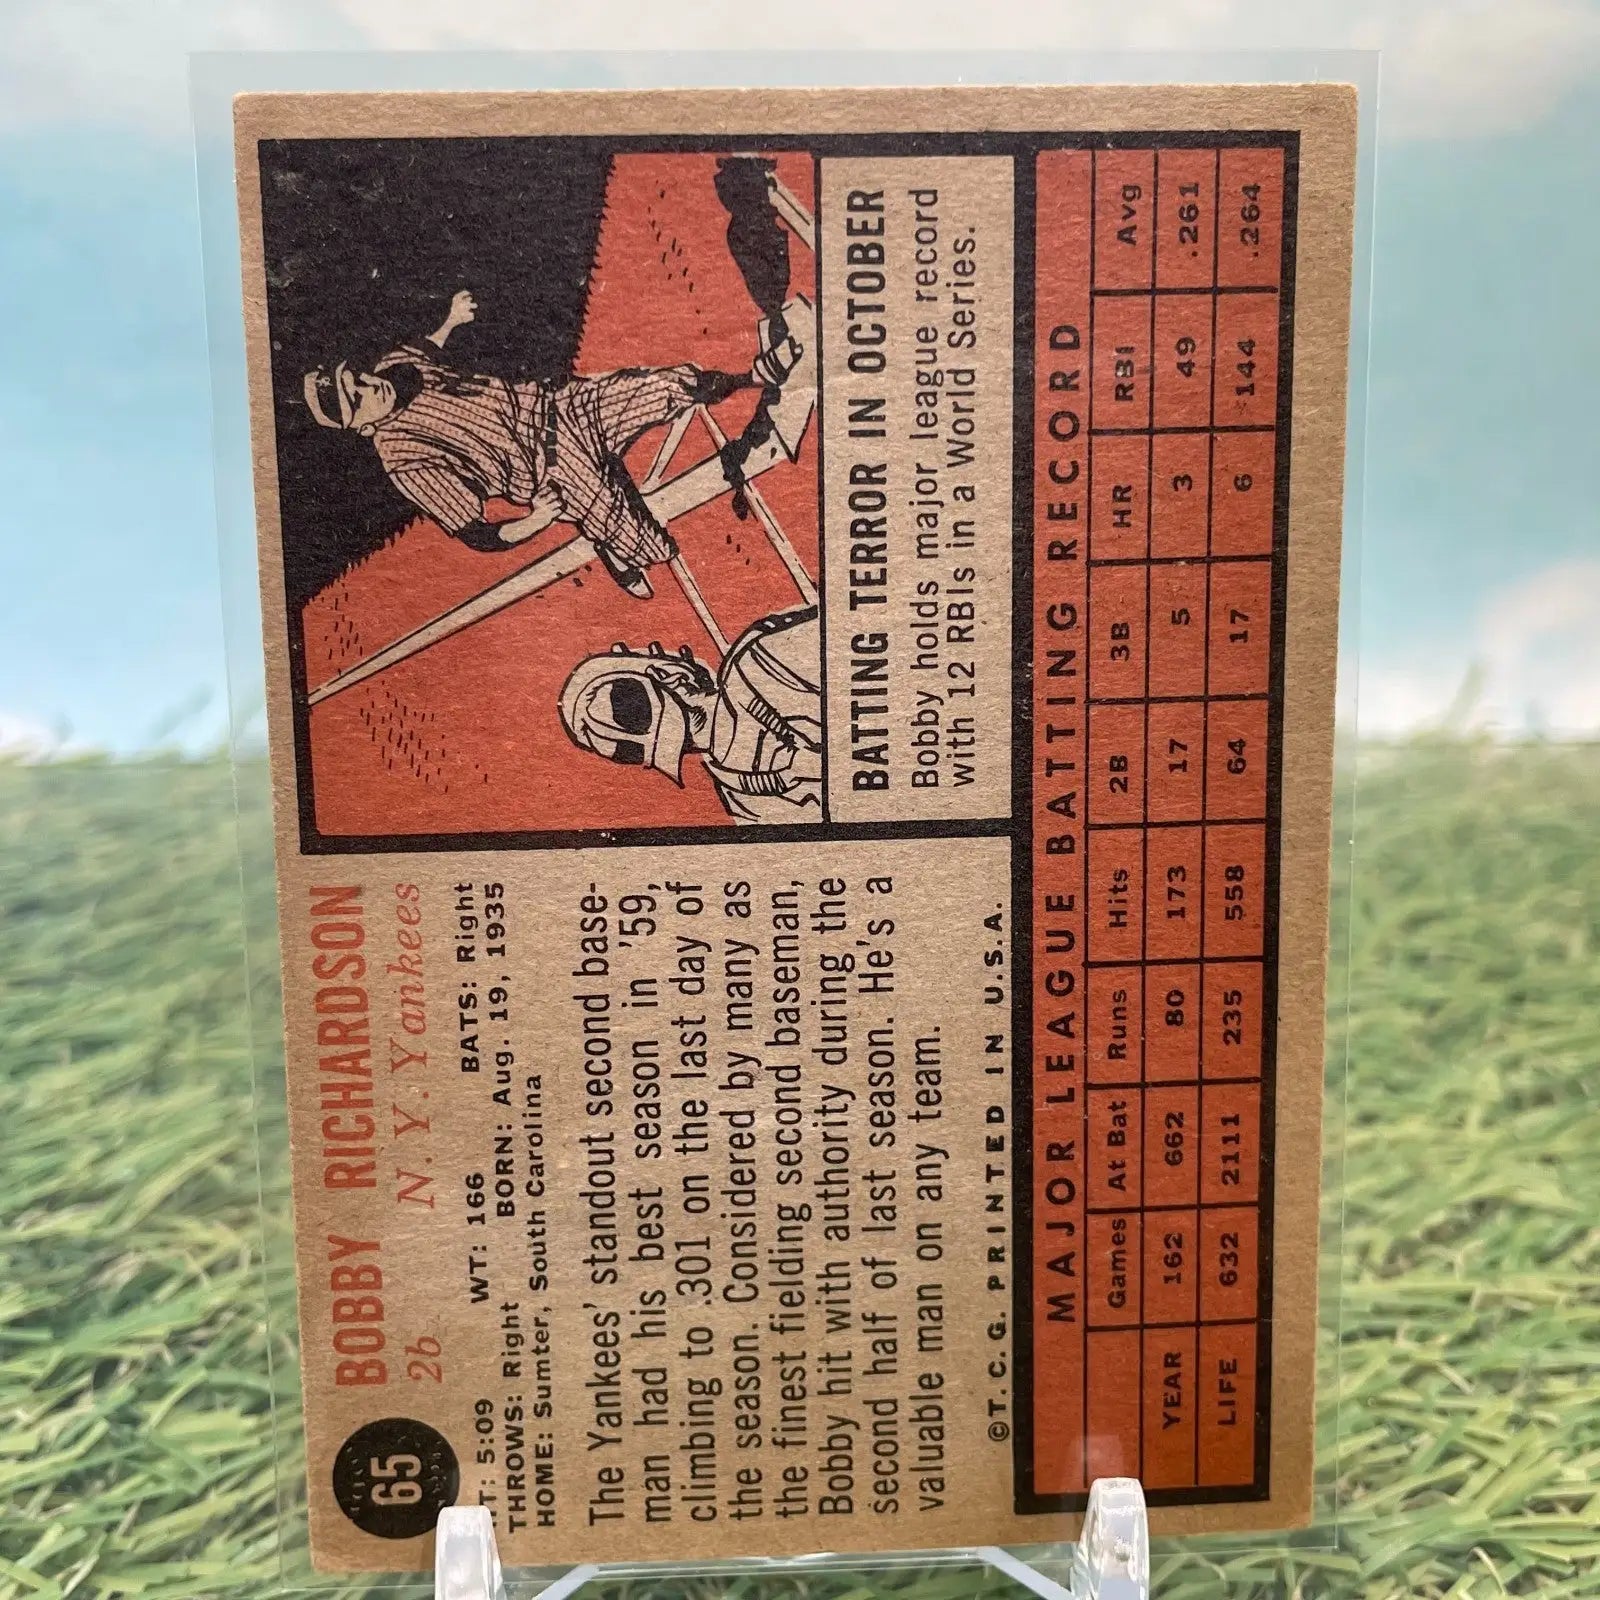 65
BOBBY RICHARDSON
2b N. Y. Yankees
HT: 5:09 WT: 166 BATS: Right
THROWS: Right BORN: Aug. 19, 1935
HOME: Sumter, South Carolina
The Yankees' standout second base-
man had his best season in '59,
climbing to .301 on the last day of
the season. Considered by many as
the finest fielding second baseman,
Bobby hit with authority during the
second half of last season. He's a
valuable man on any team.
©T. C. G. PRINTED IN U.S.A.
BATTING TERROR IN OCTOBER
Bobby holds major league record
with 12 RBIs in a World Series.
MAJOR LEAGUE BATTING RECORD
Games At Bat Runs Hits 2B 3B HR RBI Avg
YEAR 162 662 80 173 17 5 3 49 .261
LIFE 632 2111 235 558 64 17 6 144 .264